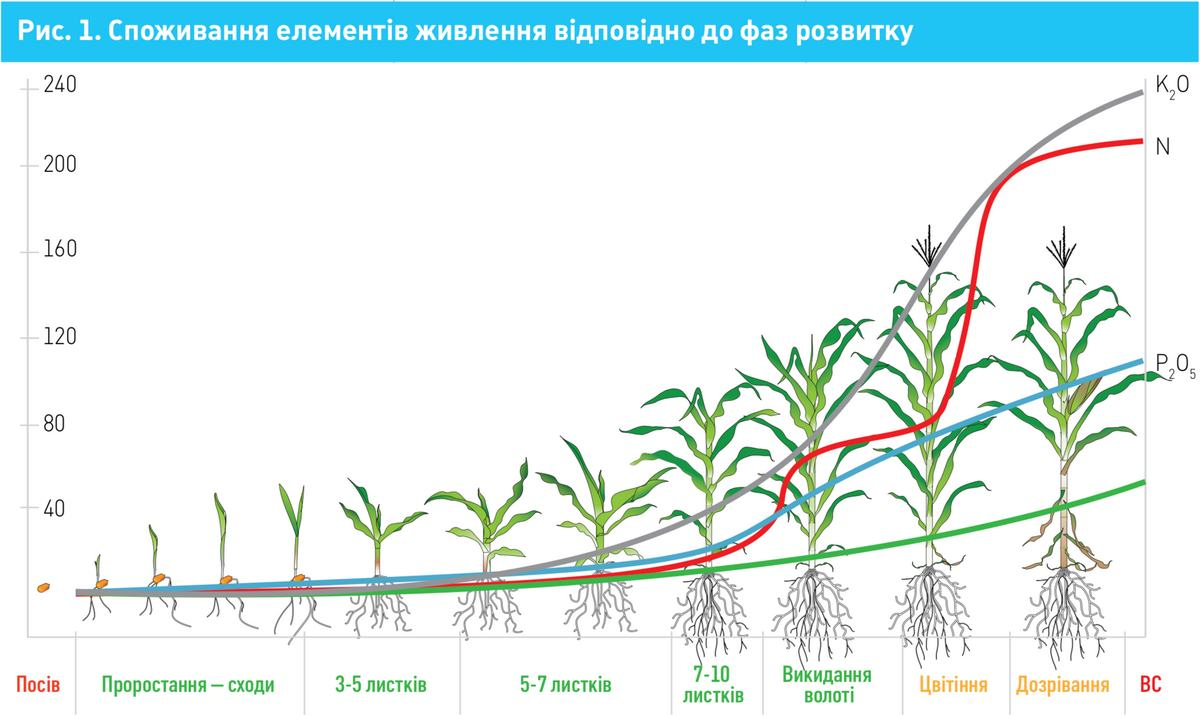 Рис. 1. Споживання елементів живлення відповідно до фаз розвитку
240
200
160
120
80
40
K₂O
N
P₂O₅
Посів
Проростання – сходи
3-5 листків
5-7 листків
7-10
листків
Викидання
волоті
Цвітіння
Дозрівання
ВС